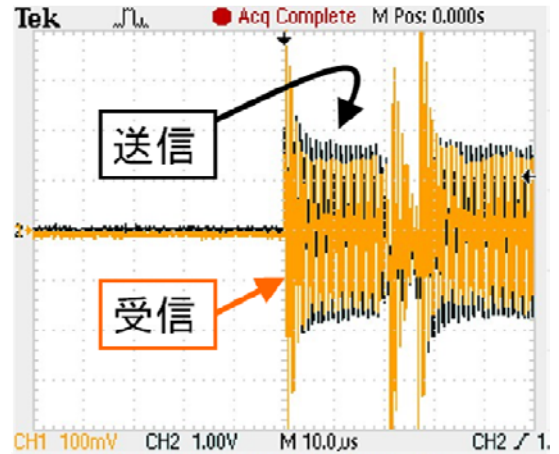 Tek Acq Complete M Pos: 0.000s
送信
2
受信
CH1 100mV CH2 1.00V M 10.0µs CH2 / 1.